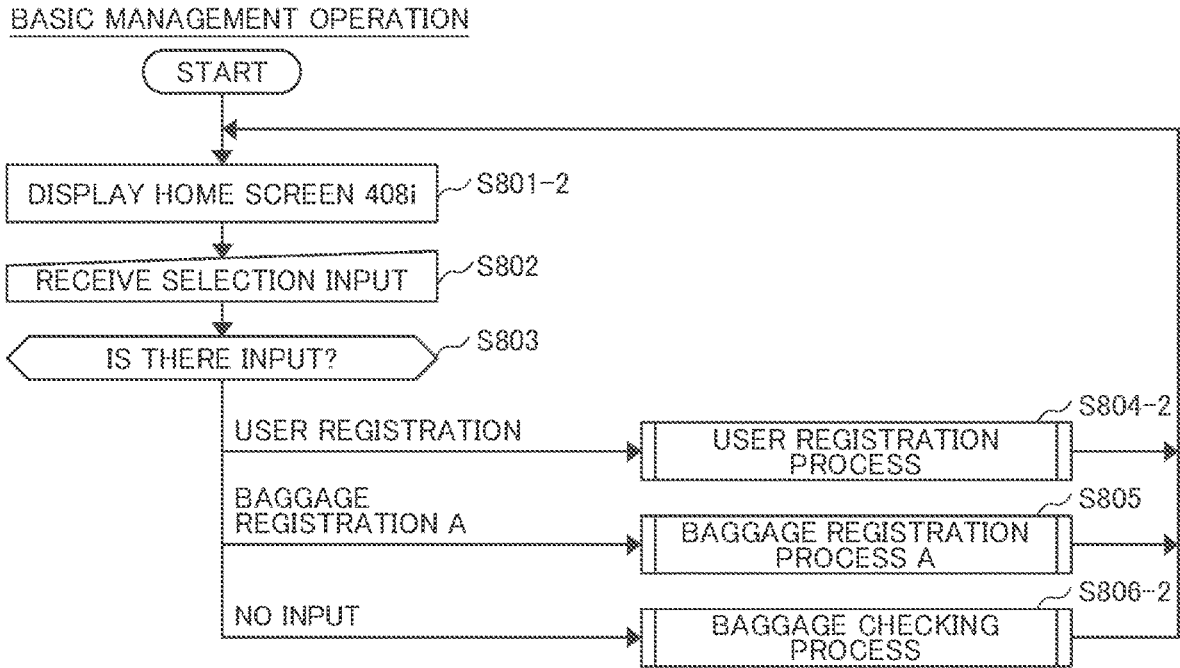 BASIC MANAGEMENT OPERATION
START
DISPLAY HOME SCREEN 408i
S801-2
RECEIVE SELECTION INPUT
S802
IS THERE INPUT?
S803
USER REGISTRATION
S804-2
USER REGISTRATION
PROCESS
BAGGAGE
REGISTRATION A
S805
BAGGAGE REGISTRATION
PROCESS A
NO INPUT
S806-2
BAGGAGE CHECKING
PROCESS